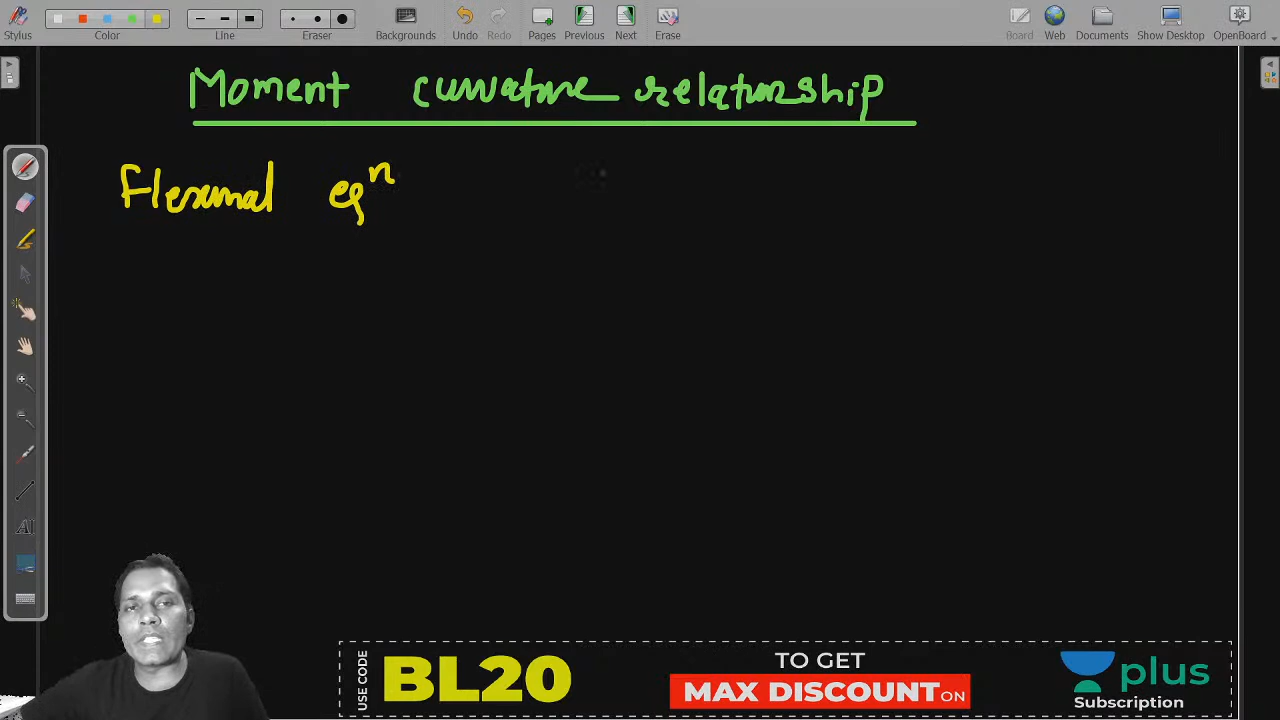 Stylus Color Line Eraser Backgrounds Undo Redo Pages Previous Next Erase Board Web Documents Show Desktop OpenBoard
Moment curvature relationship
Flexural eqⁿ
USE CODE BL20
TO GET
MAX DISCOUNT ON
plus
Subscription